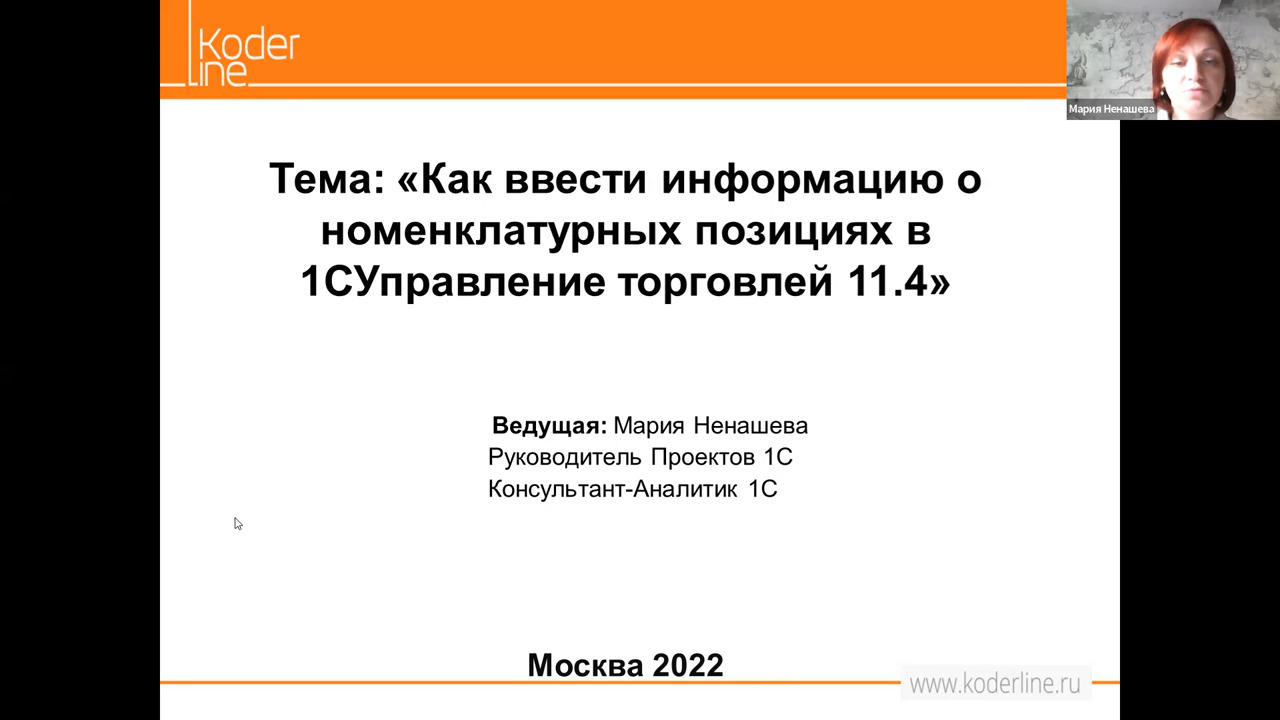 Koder
line
Мария Ненашева
Тема: «Как ввести информацию о
номенклатурных позициях в
1СУправление торговлей 11.4»
Ведущая: Мария Ненашева
Руководитель Проектов 1С
Консультант-Аналитик 1С
Москва 2022
www.koderline.ru